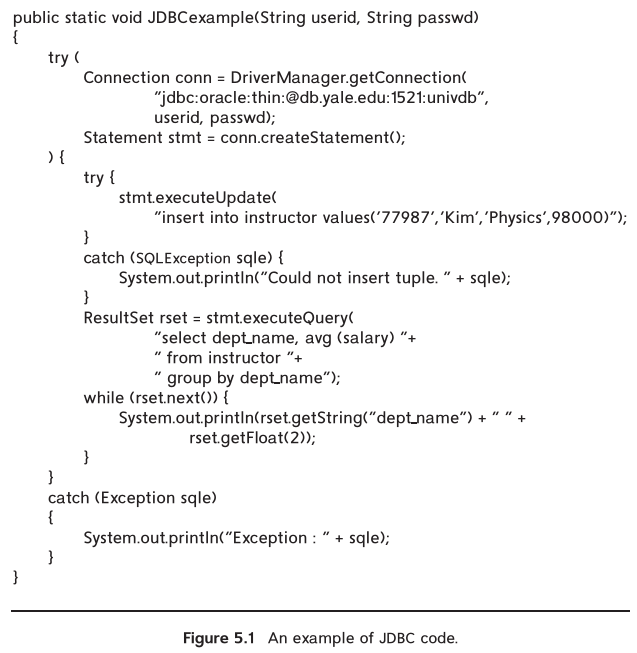 public static void JDBCexample(String userid, String passwd)
{
try (
Connection conn = DriverManager.getConnection(
"jdbc:oracle:thin:@db.yale.edu:1521:univdb",
userid, passwd);
Statement stmt = conn.createStatement();
) {
try {
stmt.executeUpdate(
"insert into instructor values('77987','Kim','Physics',98000)");
}
catch (SQLException sqle) {
System.out.println("Could not insert tuple. " + sqle);
}
ResultSet rset = stmt.executeQuery(
"select dept_name, avg (salary) "+
" from instructor "+
" group by dept_name");
while (rset.next()) {
System.out.println(rset.getString("dept_name") + " " +
rset.getFloat(2));
}
}
catch (Exception sqle)
{
System.out.println("Exception : " + sqle);
}
}
Figure 5.1 An example of JDBC code.